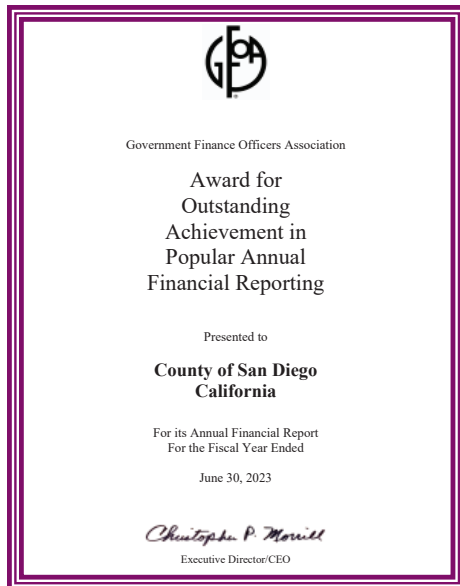 GFOA
Government Finance Officers Association
Award for
Outstanding
Achievement in
Popular Annual
Financial Reporting
Presented to
County of San Diego
California
For its Annual Financial Report
For the Fiscal Year Ended
June 30, 2023
Christopher P. Morrill
Executive Director/CEO